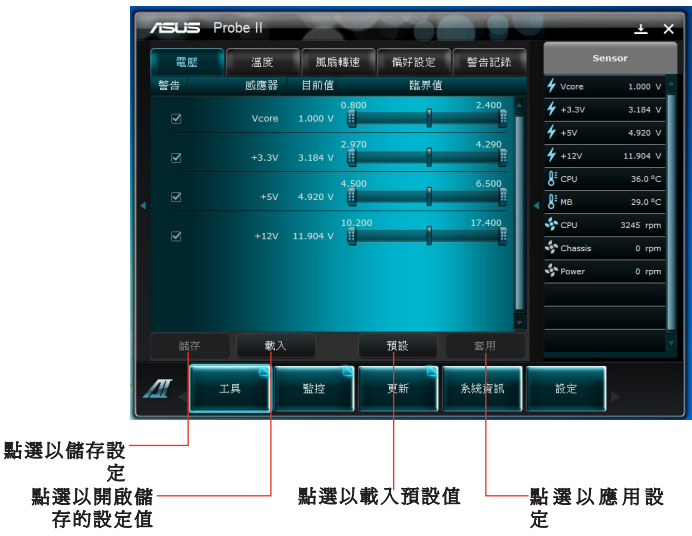 ASUS Probe II
電壓 溫度 風扇轉速 偏好設定 警告記錄
警告 感應器 目前值 臨界值
0.800 2.400
Vcore 1.000 V
2.970 4.290
+3.3V 3.184 V
4.500 6.500
+5V 4.920 V
10.200 17.400
+12V 11.904 V
儲存 載入 預設 套用
Sensor
Vcore 1.000 V
+3.3V 3.184 V
+5V 4.920 V
+12V 11.904 V
CPU 36.0 ºC
MB 29.0 ºC
CPU 3245 rpm
Chassis 0 rpm
Power 0 rpm
AI 工具 監控 更新 系統資訊 設定
點選以儲存設
定
點選以開啟儲
存的設定值
點選以載入預設值
點選以應用設
定